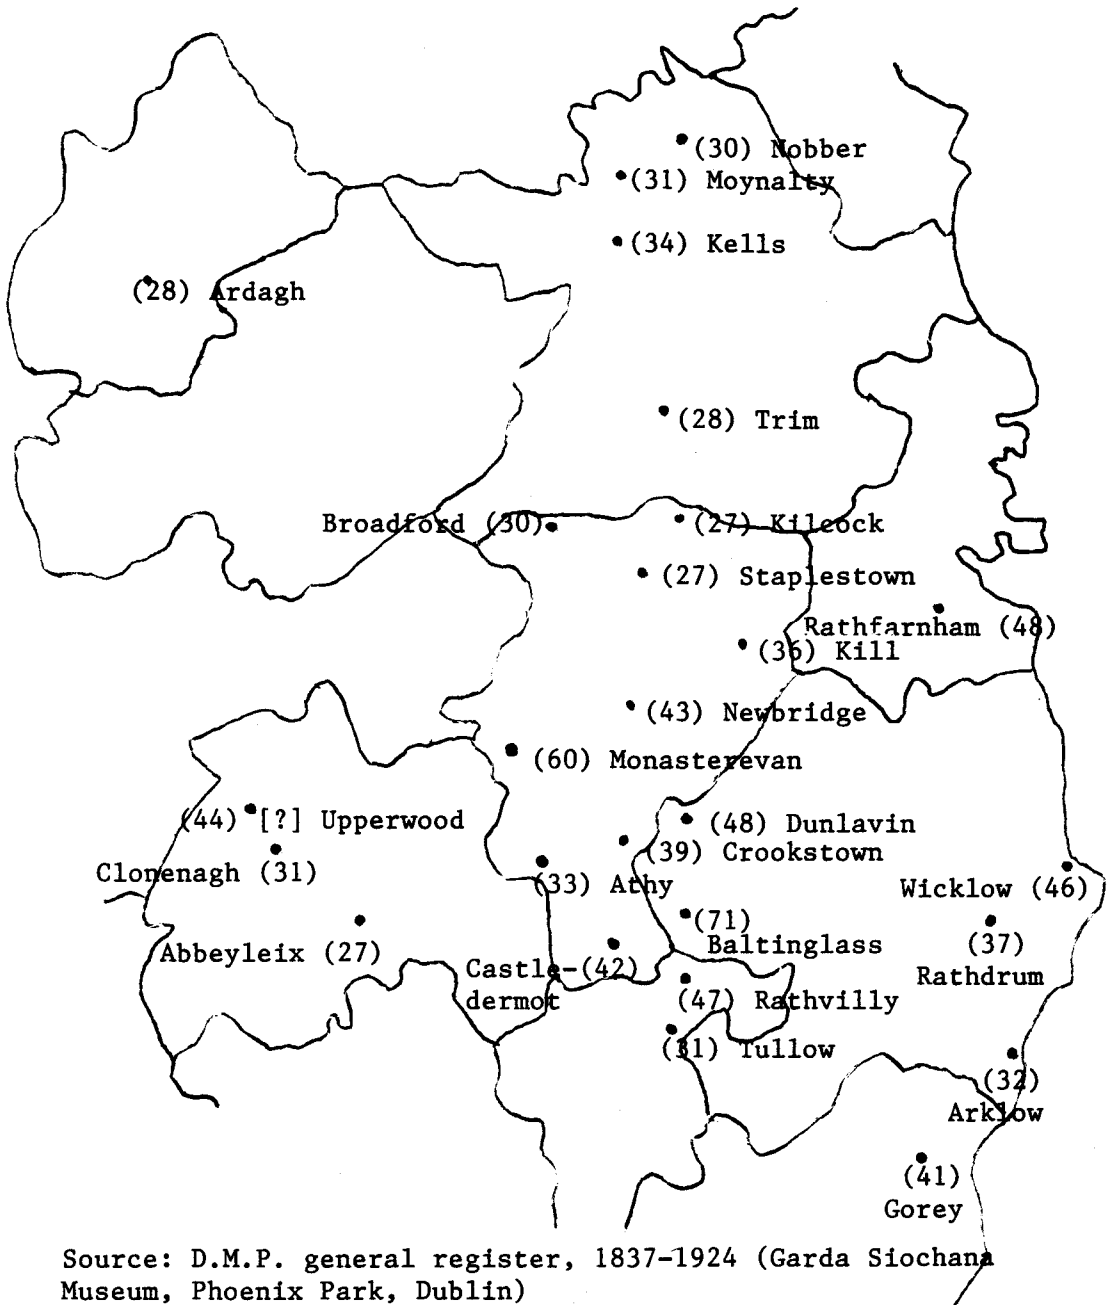 (30) Nobber
(31) Moynalty
(34) Kells
(28) Ardagh
(28) Trim
Broadford (30)
(27) Kilcock
(27) Staplestown
Rathfarnham (48)
(36) Kill
(43) Newbridge
(60) Monasterevan
(44) [?] Upperwood
(48) Dunlavin
(39) Crookstown
Clonenagh (31)
(33) Athy
Wicklow (46)
(71)
Baltinglass
Abbeyleix (27)
(37)
Rathdrum
Castle-(42)
dermot
(47) Rathvilly
(31) Tullow
(32)
Arklow
(41)
Gorey
Source: D.M.P. general register, 1837-1924 (Garda Siochana
Museum, Phoenix Park, Dublin)